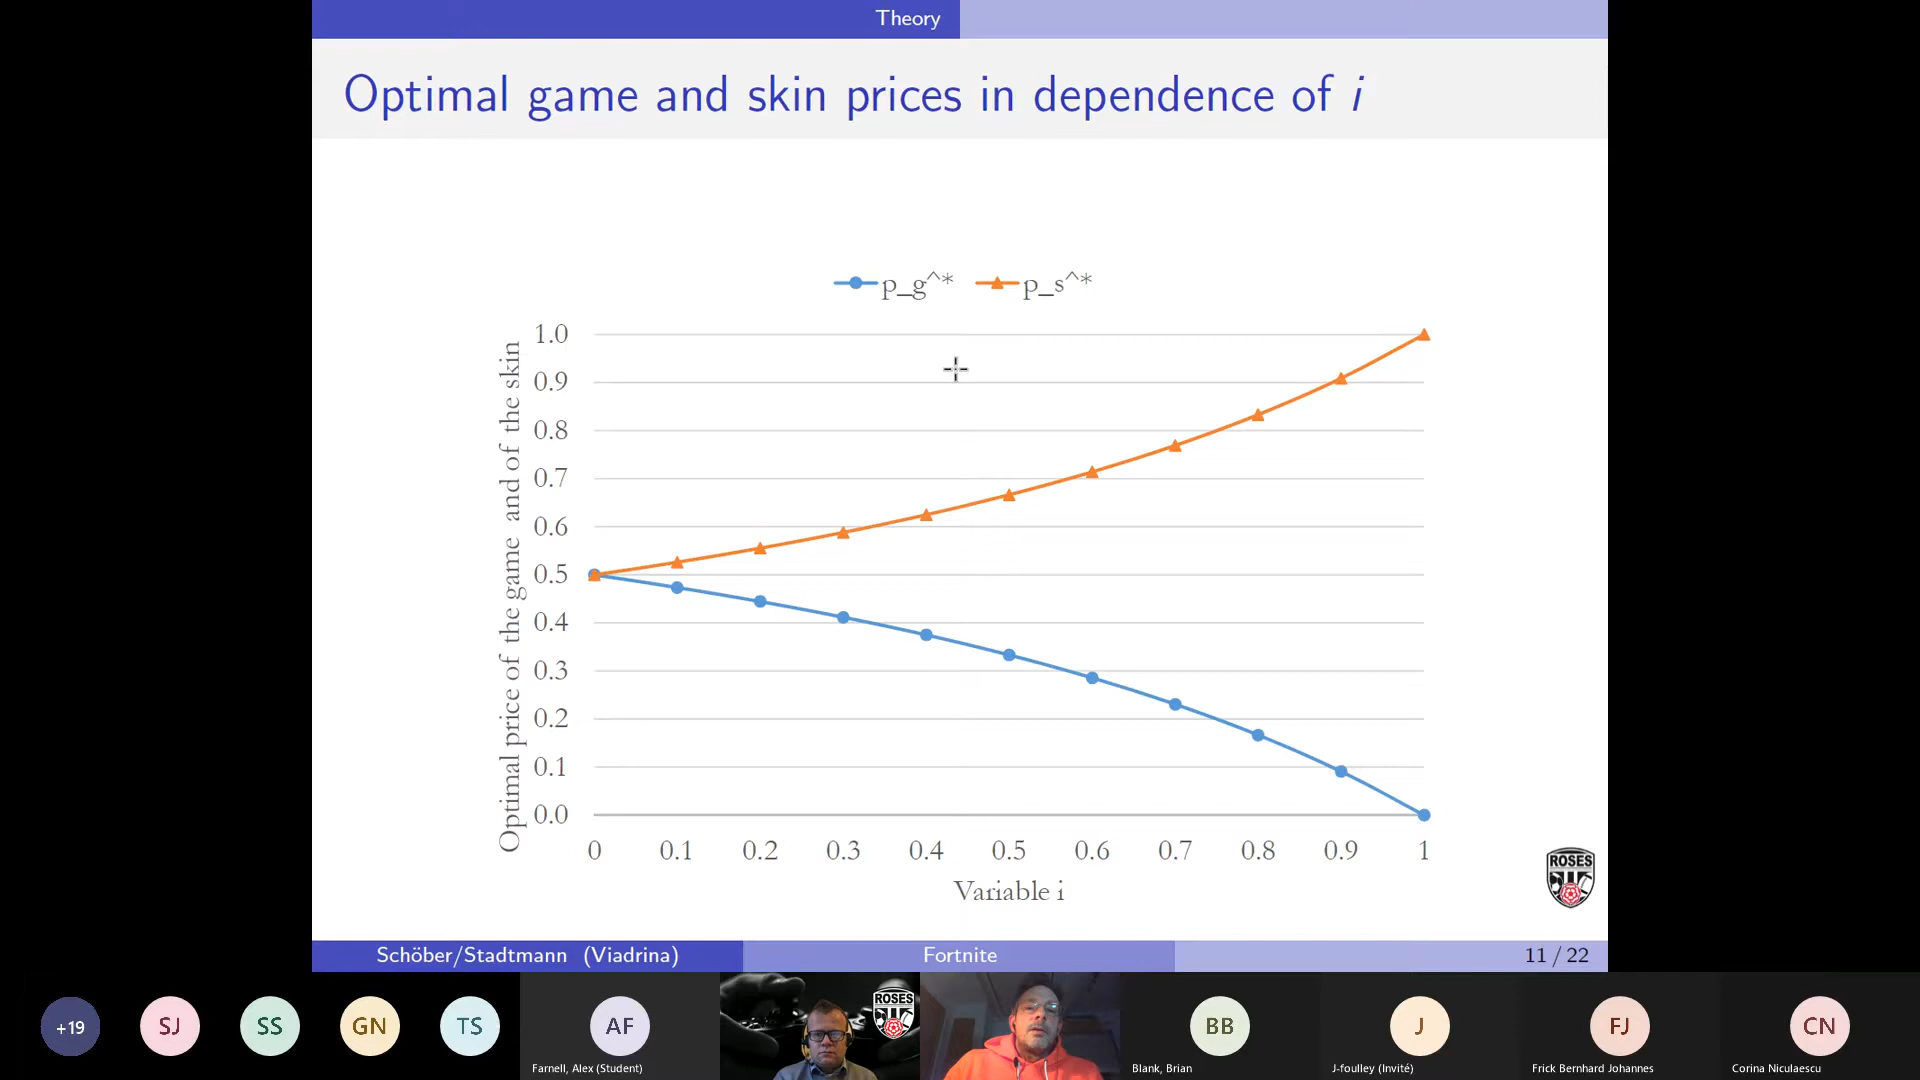 Theory
Optimal game and skin prices in dependence of i
p_g^* p_s^*
Optimal price of the game and of the skin
1.0
0.9
0.8
0.7
0.6
0.5
0.4
0.3
0.2
0.1
0.0
0 0.1 0.2 0.3 0.4 0.5 0.6 0.7 0.8 0.9 1
Variable i
ROSES
Schöber/Stadtmann (Viadrina) Fortnite 11 / 22
+19 SJ SS GN TS AF ROSES BB J FJ CN
Farnell, Alex (Student) Blank, Brian J-foulley (Invité) Frick Bernhard Johannes Corina Niculaescu